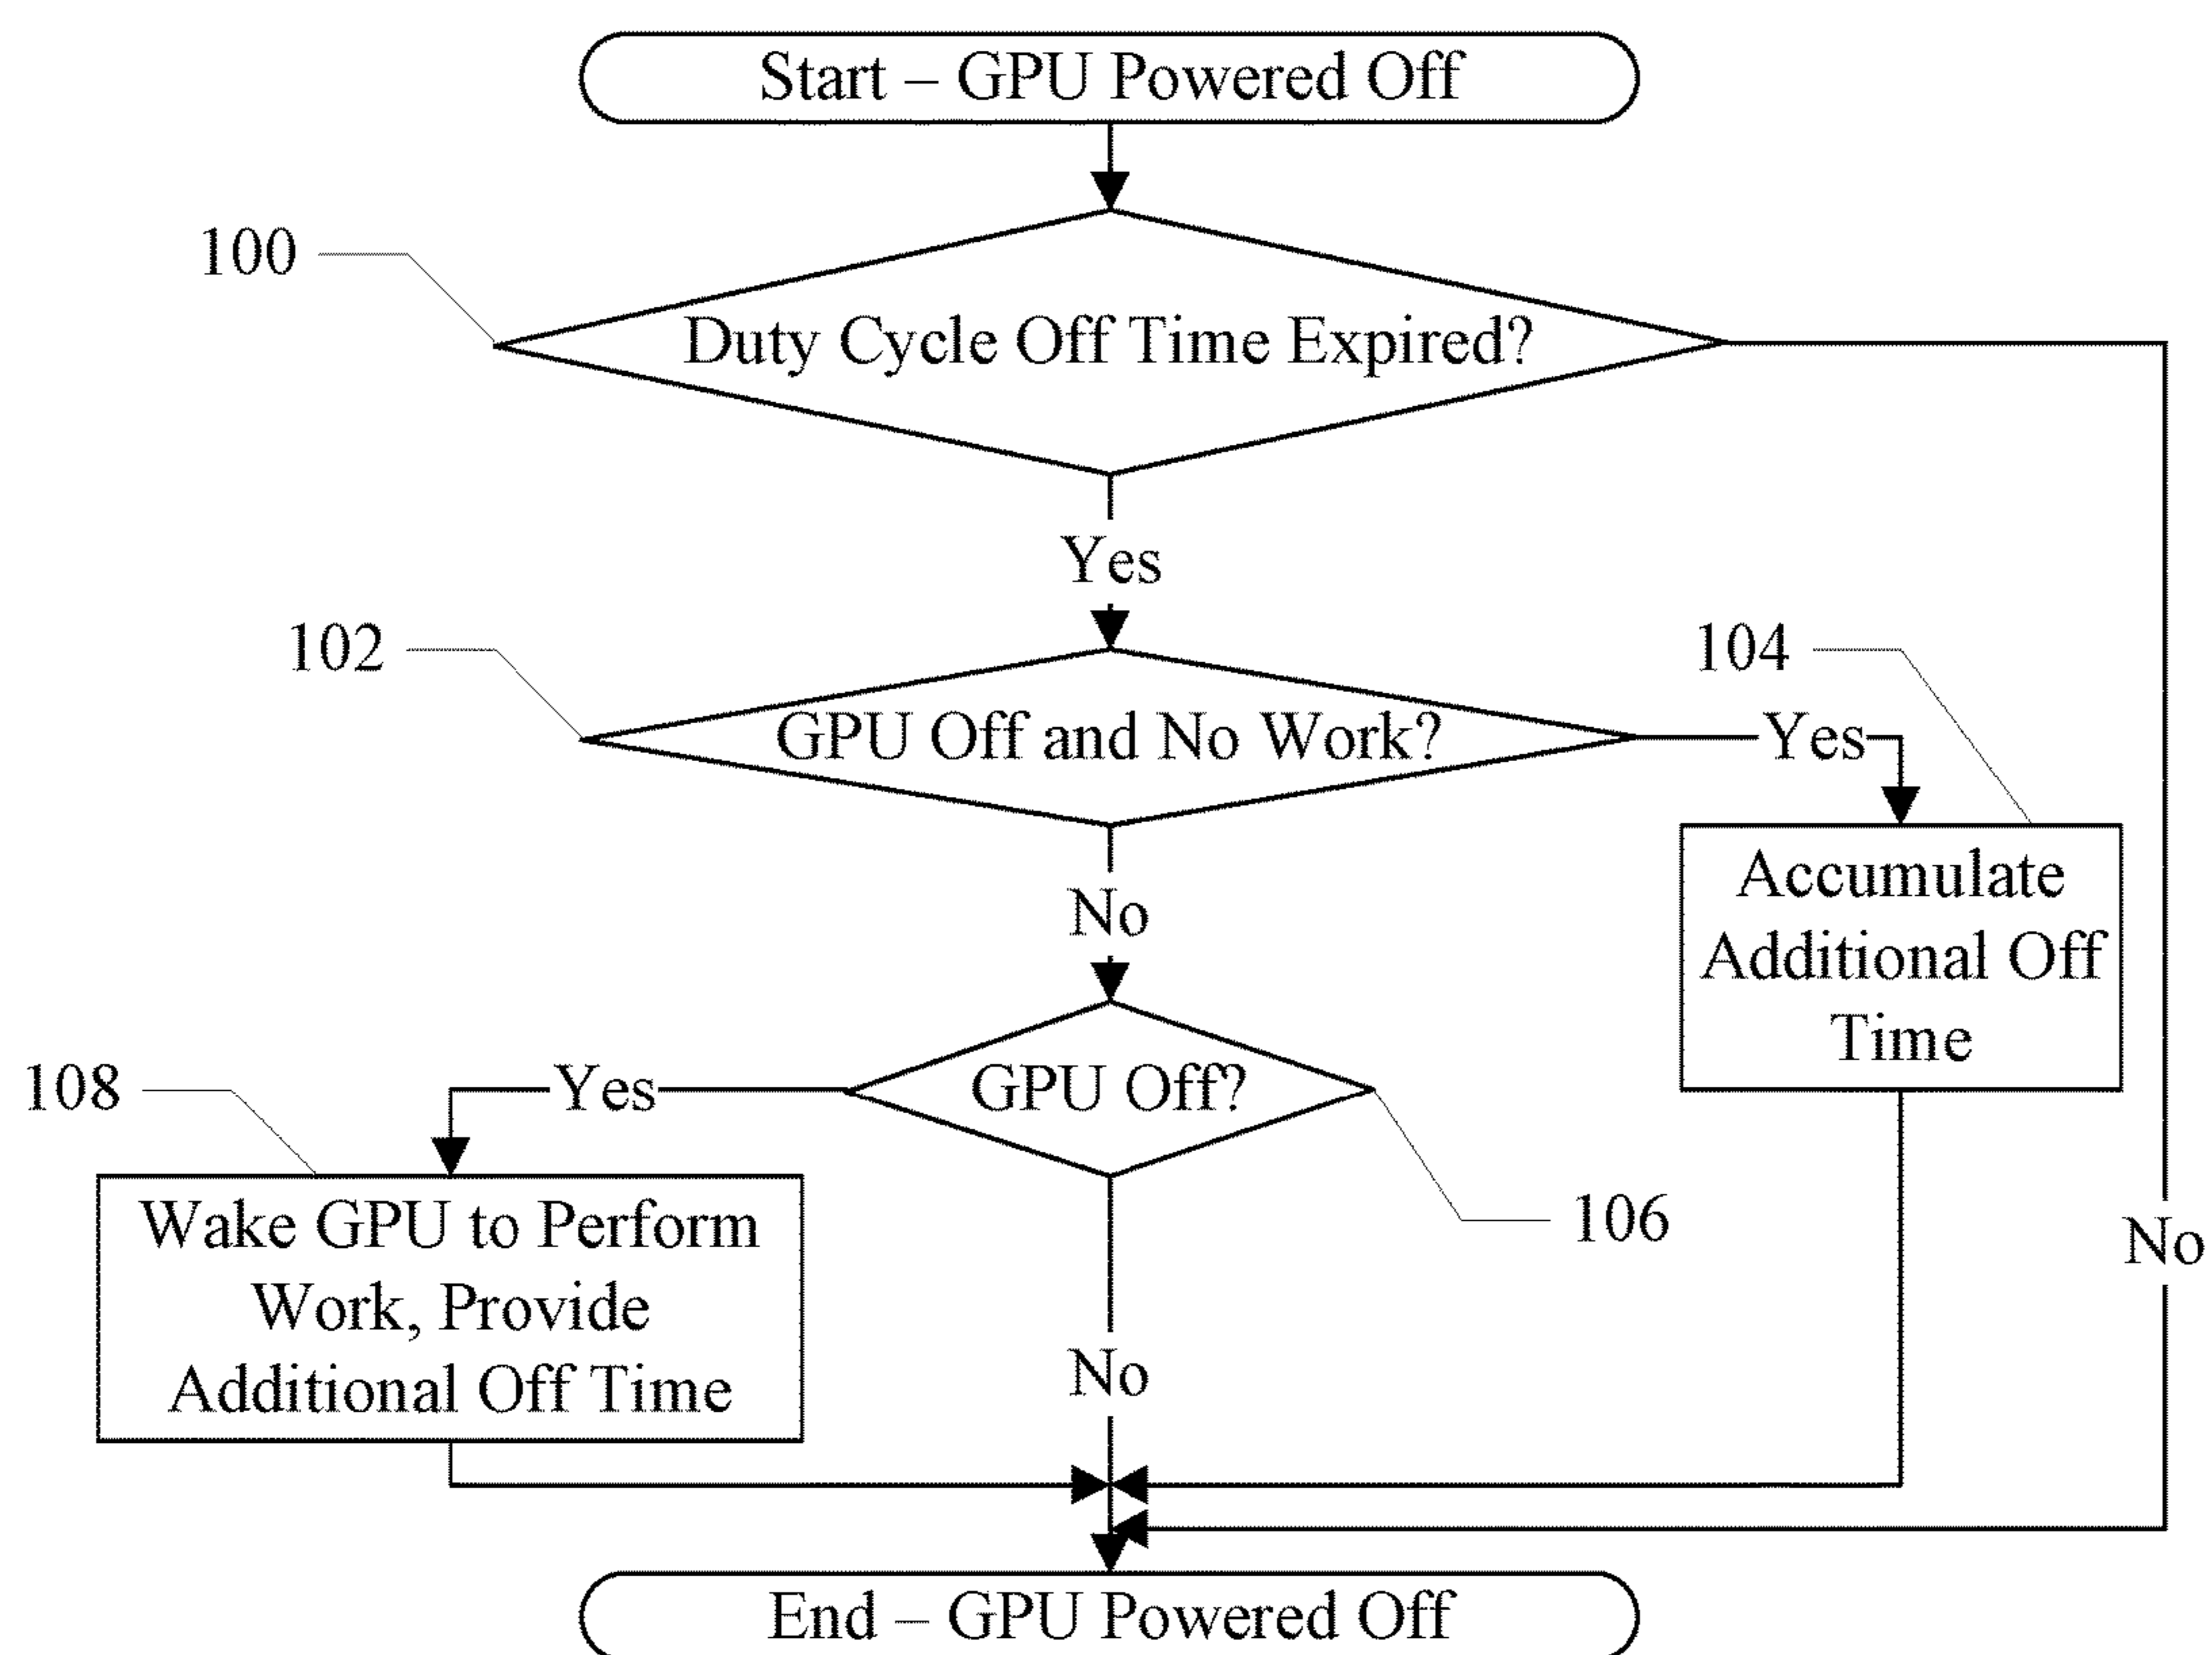 Start – GPU Powered Off
100
Duty Cycle Off Time Expired?
Yes
102
104
GPU Off and No Work?
Yes
Accumulate
Additional Off
Time
No
108
Yes
GPU Off?
106
Wake GPU to Perform
Work, Provide
Additional Off Time
No
No
End – GPU Powered Off